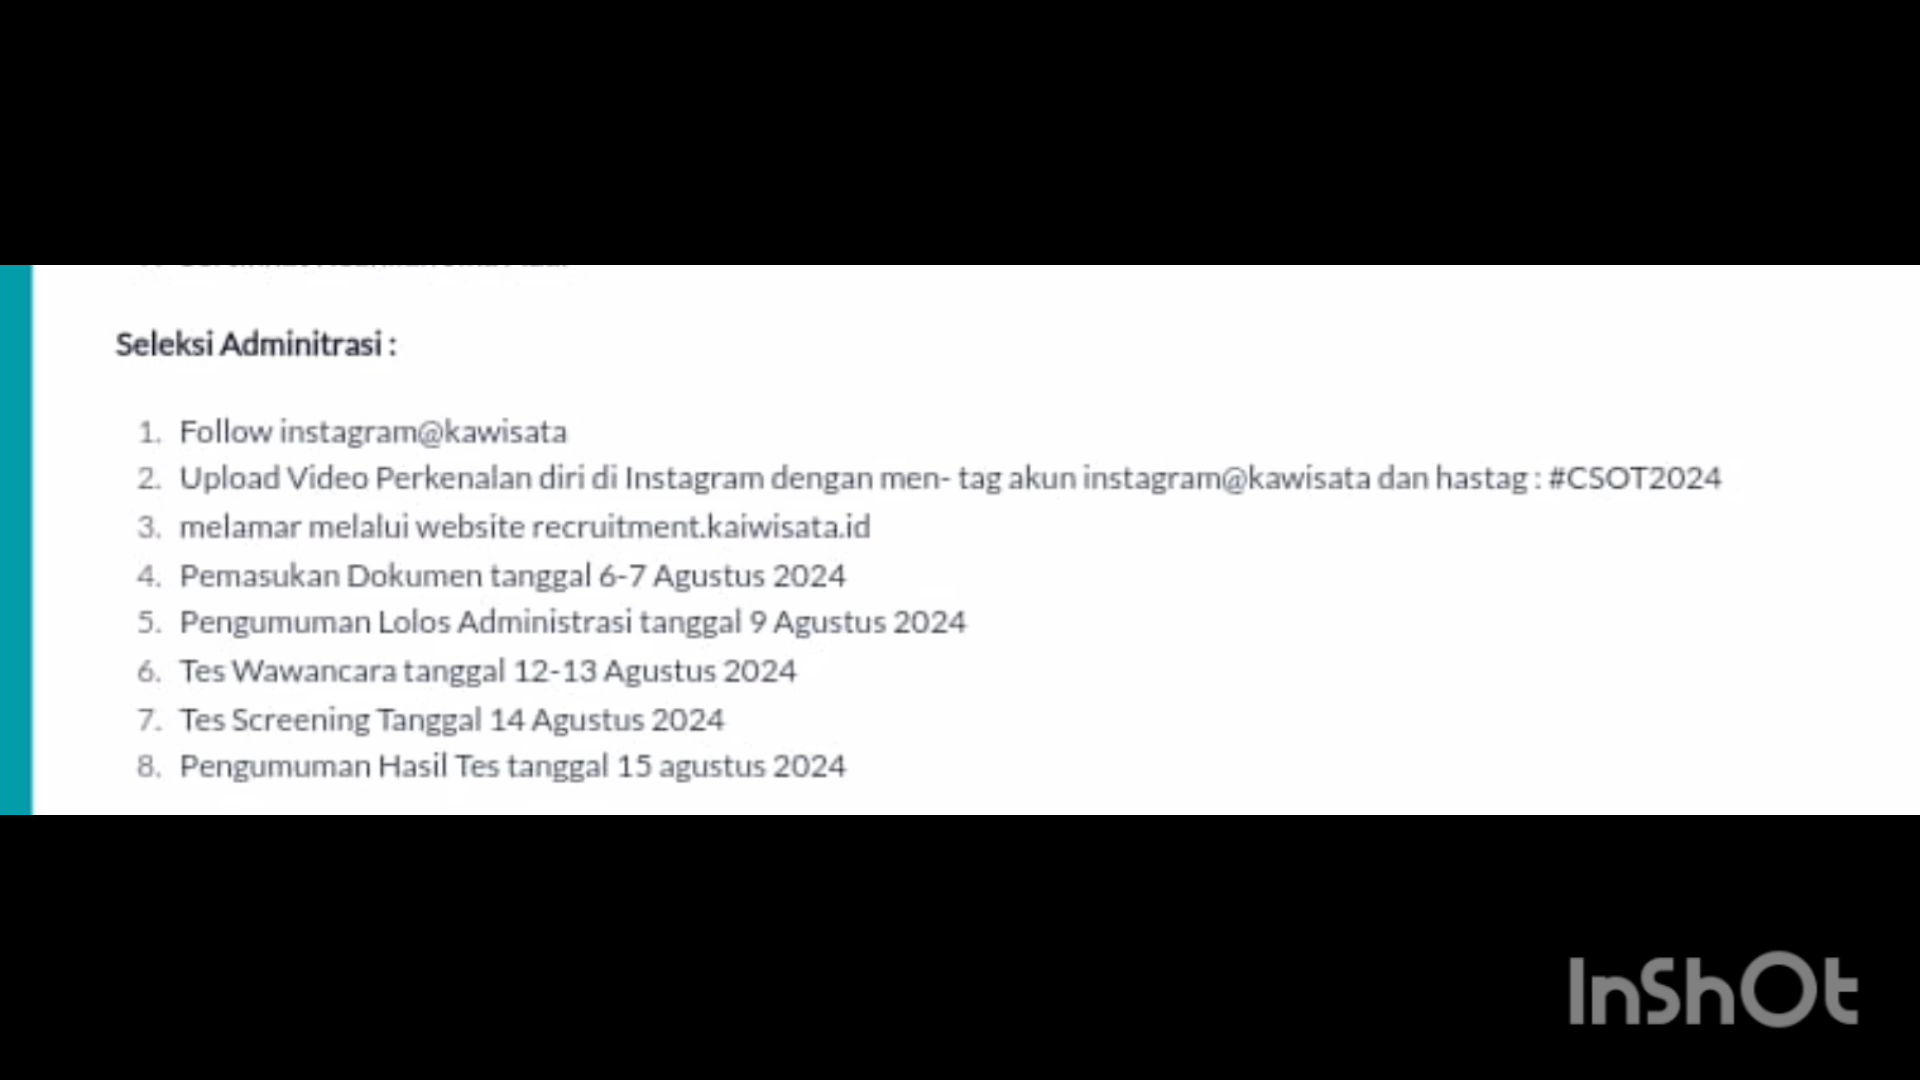 Seleksi Adminitrasi :
1. Follow instagram@kawisata
2. Upload Video Perkenalan diri di Instagram dengan men- tag akun instagram@kawisata dan hastag : #CSOT2024
3. melamar melalui website recruitment.kaiwisata.id
4. Pemasukan Dokumen tanggal 6-7 Agustus 2024
5. Pengumuman Lolos Administrasi tanggal 9 Agustus 2024
6. Tes Wawancara tanggal 12-13 Agustus 2024
7. Tes Screening Tanggal 14 Agustus 2024
8. Pengumuman Hasil Tes tanggal 15 agustus 2024
InShOt